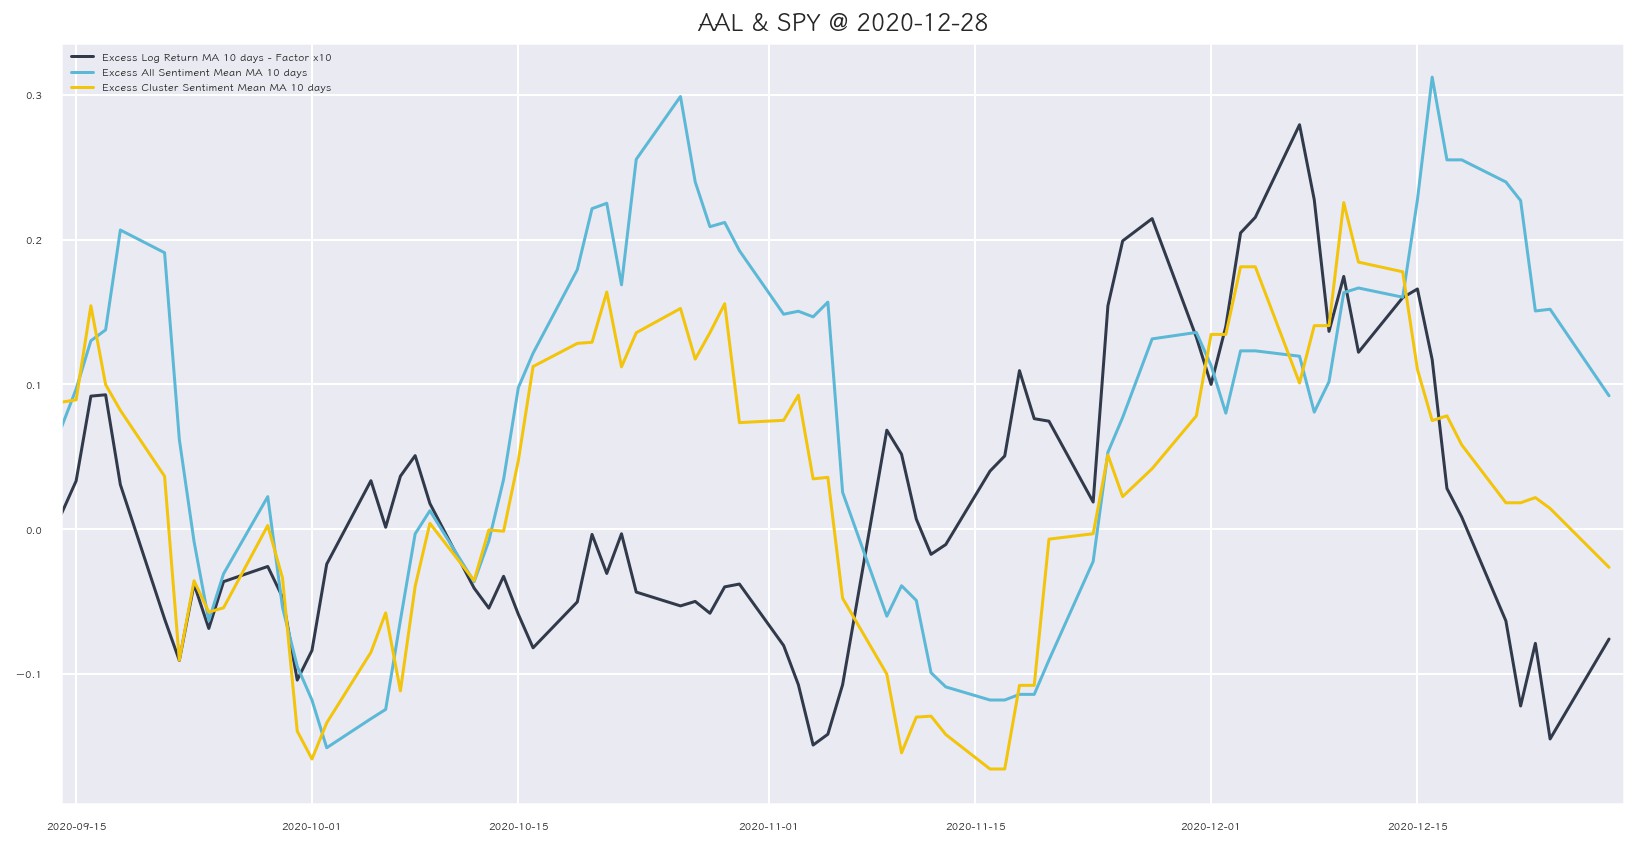 AAL & SPY @ 2020-12-28
Excess Log Return MA 10 days - Factor x10
Excess All Sentiment Mean MA 10 days
Excess Cluster Sentiment Mean MA 10 days
0.3
0.2
0.1
0.0
−0.1
2020-09-15 2020-10-01 2020-10-15 2020-11-01 2020-11-15 2020-12-01 2020-12-15